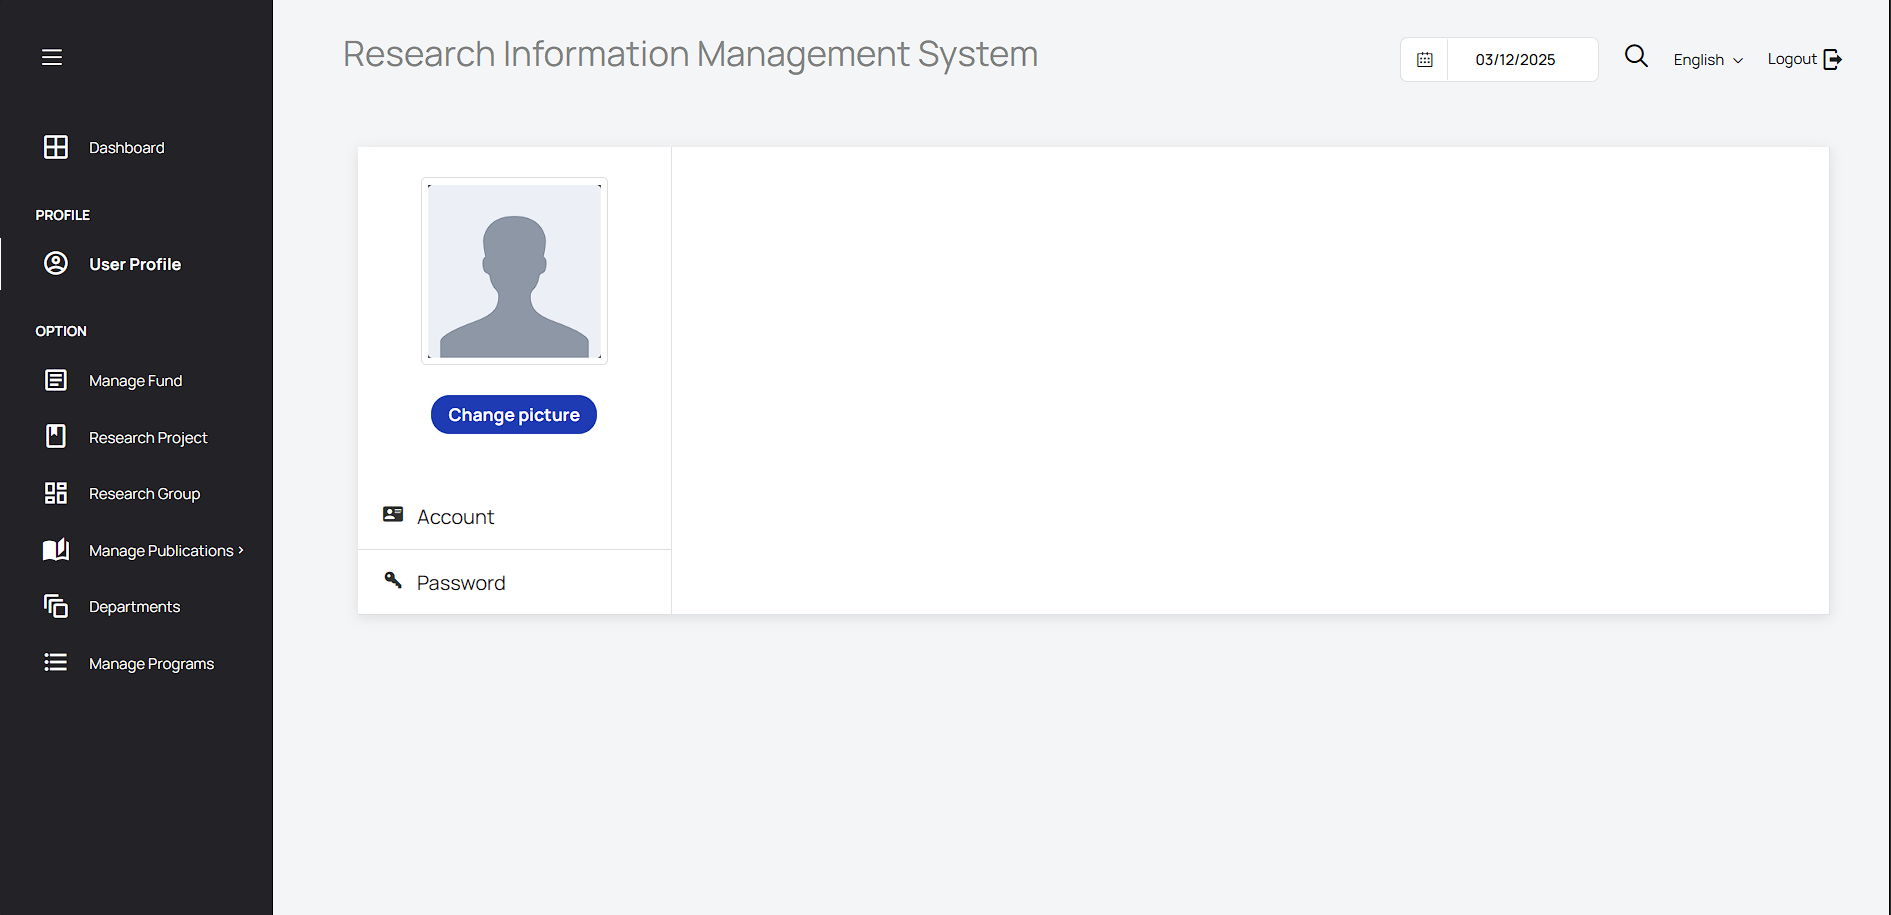 Research Information Management System
03/12/2025
English
Logout
Dashboard
PROFILE
User Profile
OPTION
Manage Fund
Research Project
Research Group
Manage Publications ›
Departments
Manage Programs
Change picture
Account
Password